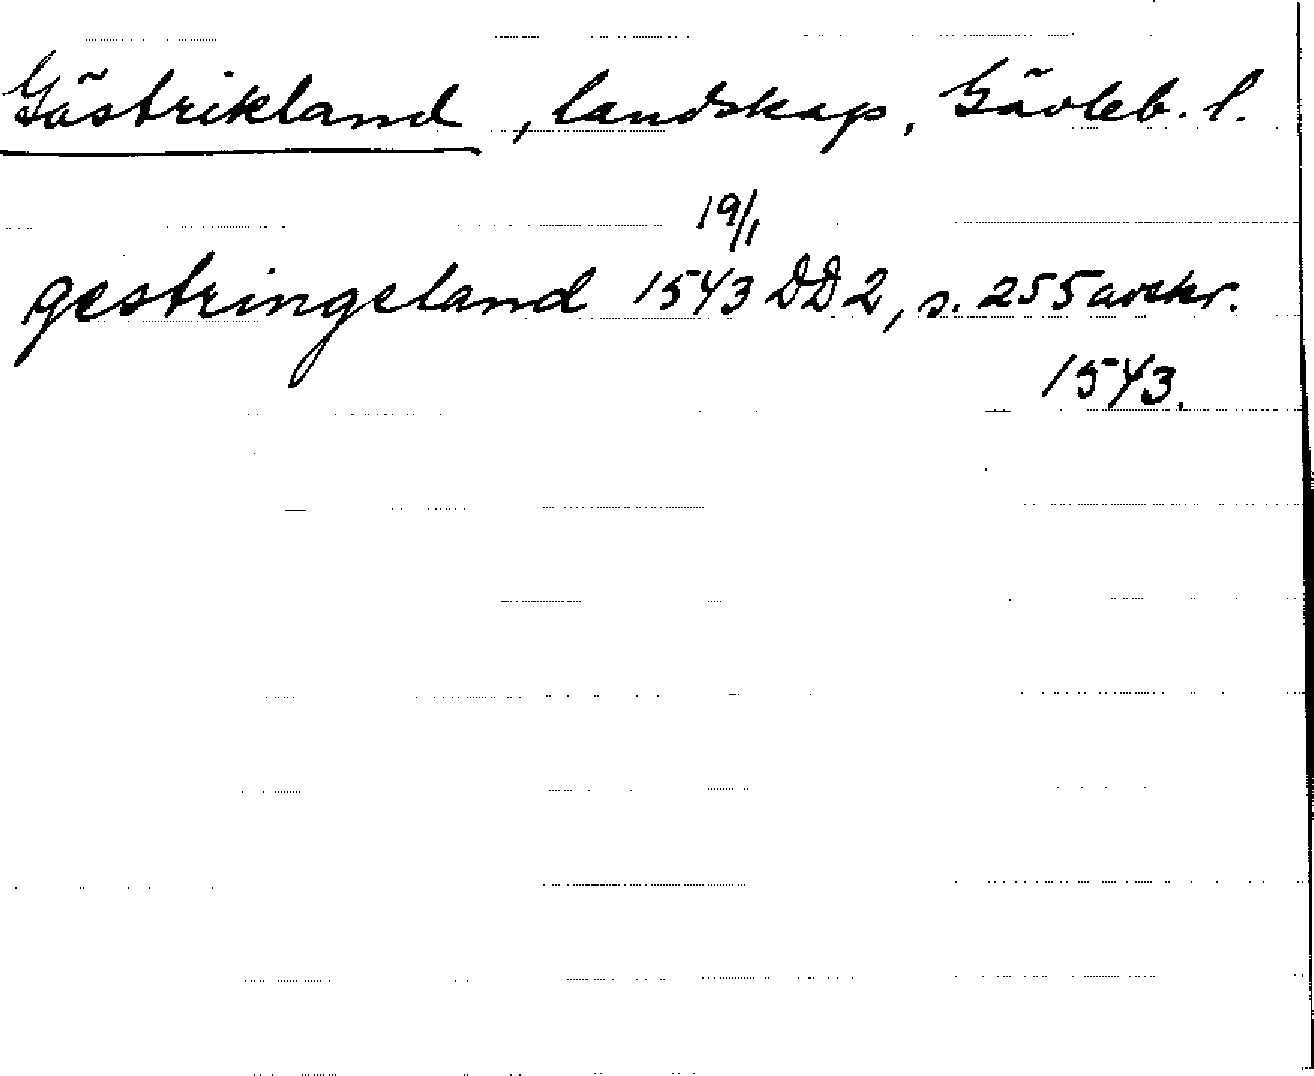 Gästrikland, landskap, Gävleb. l.
19/1
gestringeland 1543 DD 2, s. 255 avskr.
1543.